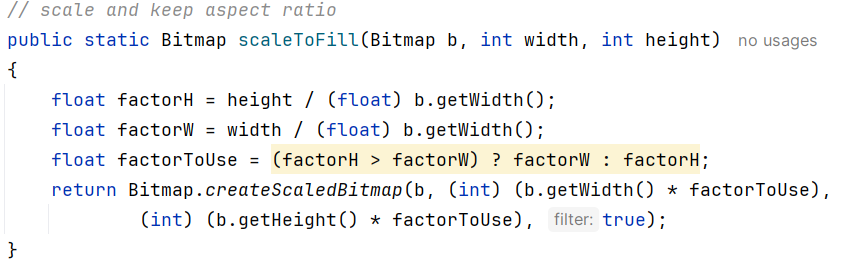 // scale and keep aspect ratio
public static Bitmap scaleToFill(Bitmap b, int width, int height) no usages
{
float factorH = height / (float) b.getWidth();
float factorW = width / (float) b.getWidth();
float factorToUse = (factorH > factorW) ? factorW : factorH;
return Bitmap.createScaledBitmap(b, (int) (b.getWidth() * factorToUse),
(int) (b.getHeight() * factorToUse), filter: true);
}